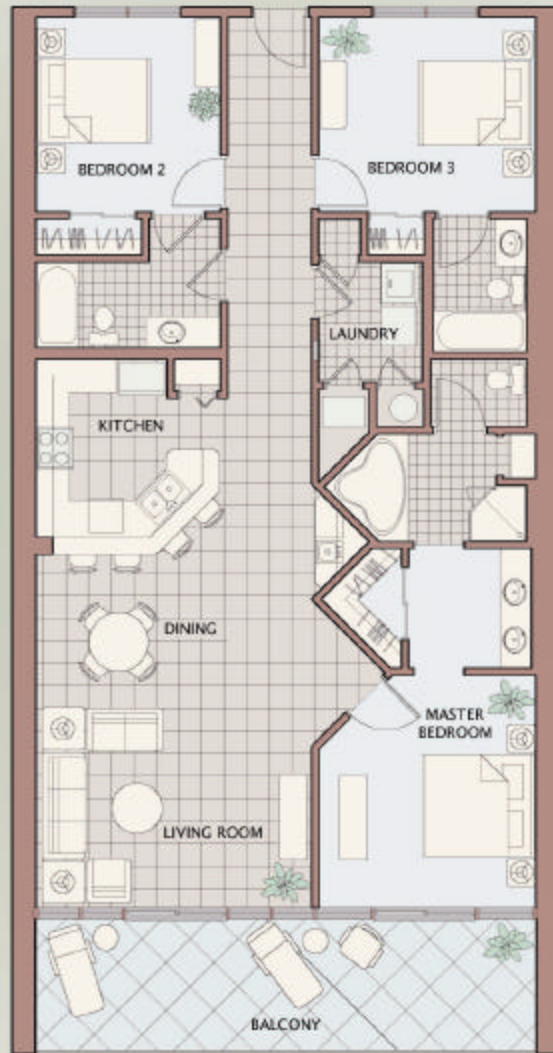 BEDROOM 2
BEDROOM 3
LAUNDRY
KITCHEN
DINING
MASTER
BEDROOM
LIVING ROOM
BALCONY